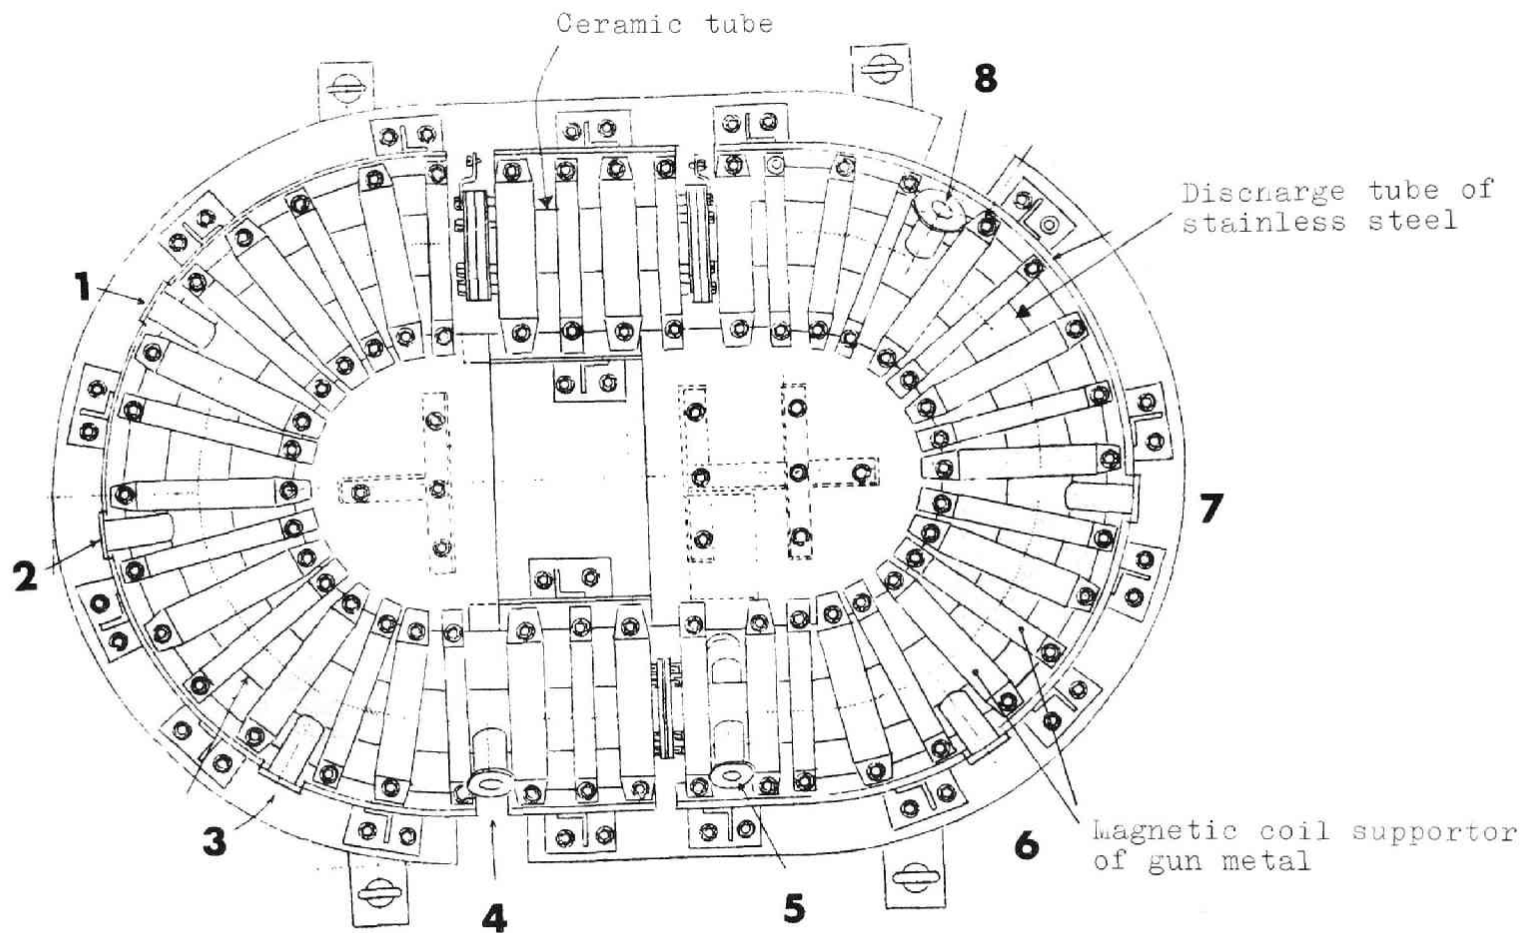 Ceramic tube
8
Discharge tube of
stainless steel
1
7
2
3
6
Magnetic coil supportor
of gun metal
4
5